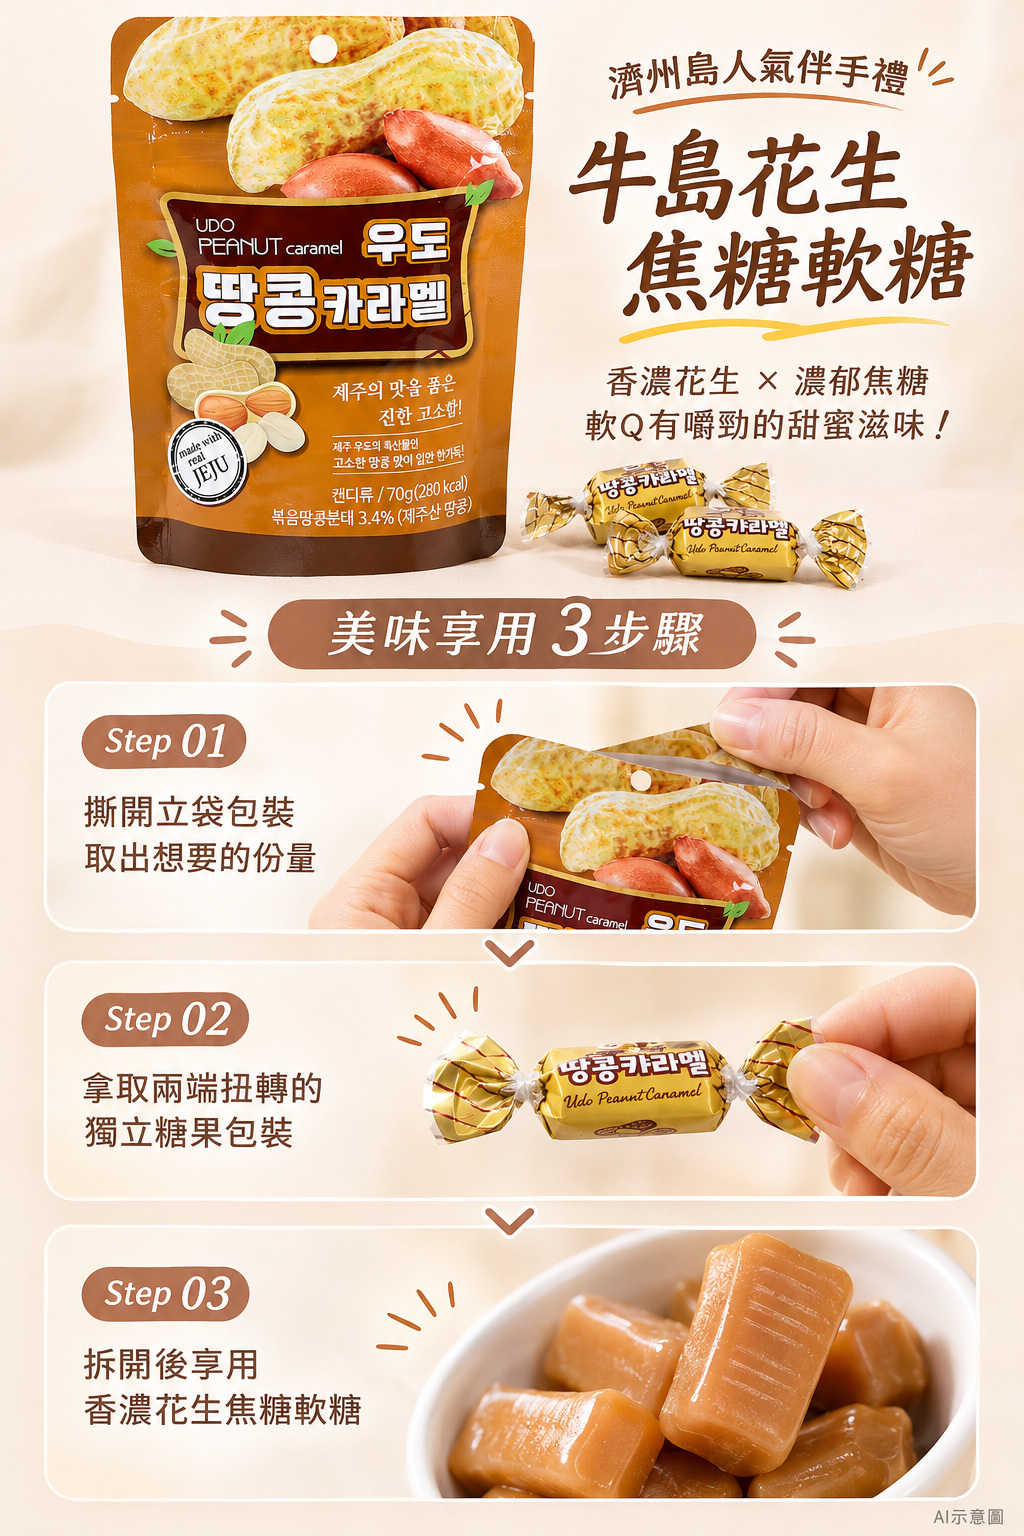 濟州島人氣伴手禮
牛島花生
焦糖軟糖
香濃花生 × 濃郁焦糖
軟Q有嚼勁的甜蜜滋味！
UDO
PEANUT caramel
우도
땅콩카라멜
제주의 맛을 품은
진한 고소함!
제주 우도의 특산물인
고소한 땅콩 맛이 입안 한가득!
made with
real
JEJU
캔디류 / 70g(280 kcal)
볶음땅콩분태 3.4% (제주산 땅콩)
땅콩카라멜
Udo Peanut Caramel
땅콩카라멜
Udo Peanut Caramel
美味享用3步驟
Step 01
撕開立袋包裝
取出想要的份量
UDO
PEANUT caramel
우도
Step 02
拿取兩端扭轉的
獨立糖果包裝
땅콩캬라멜
Udo Peaunt Canamel
Step 03
拆開後享用
香濃花生焦糖軟糖
AI示意圖